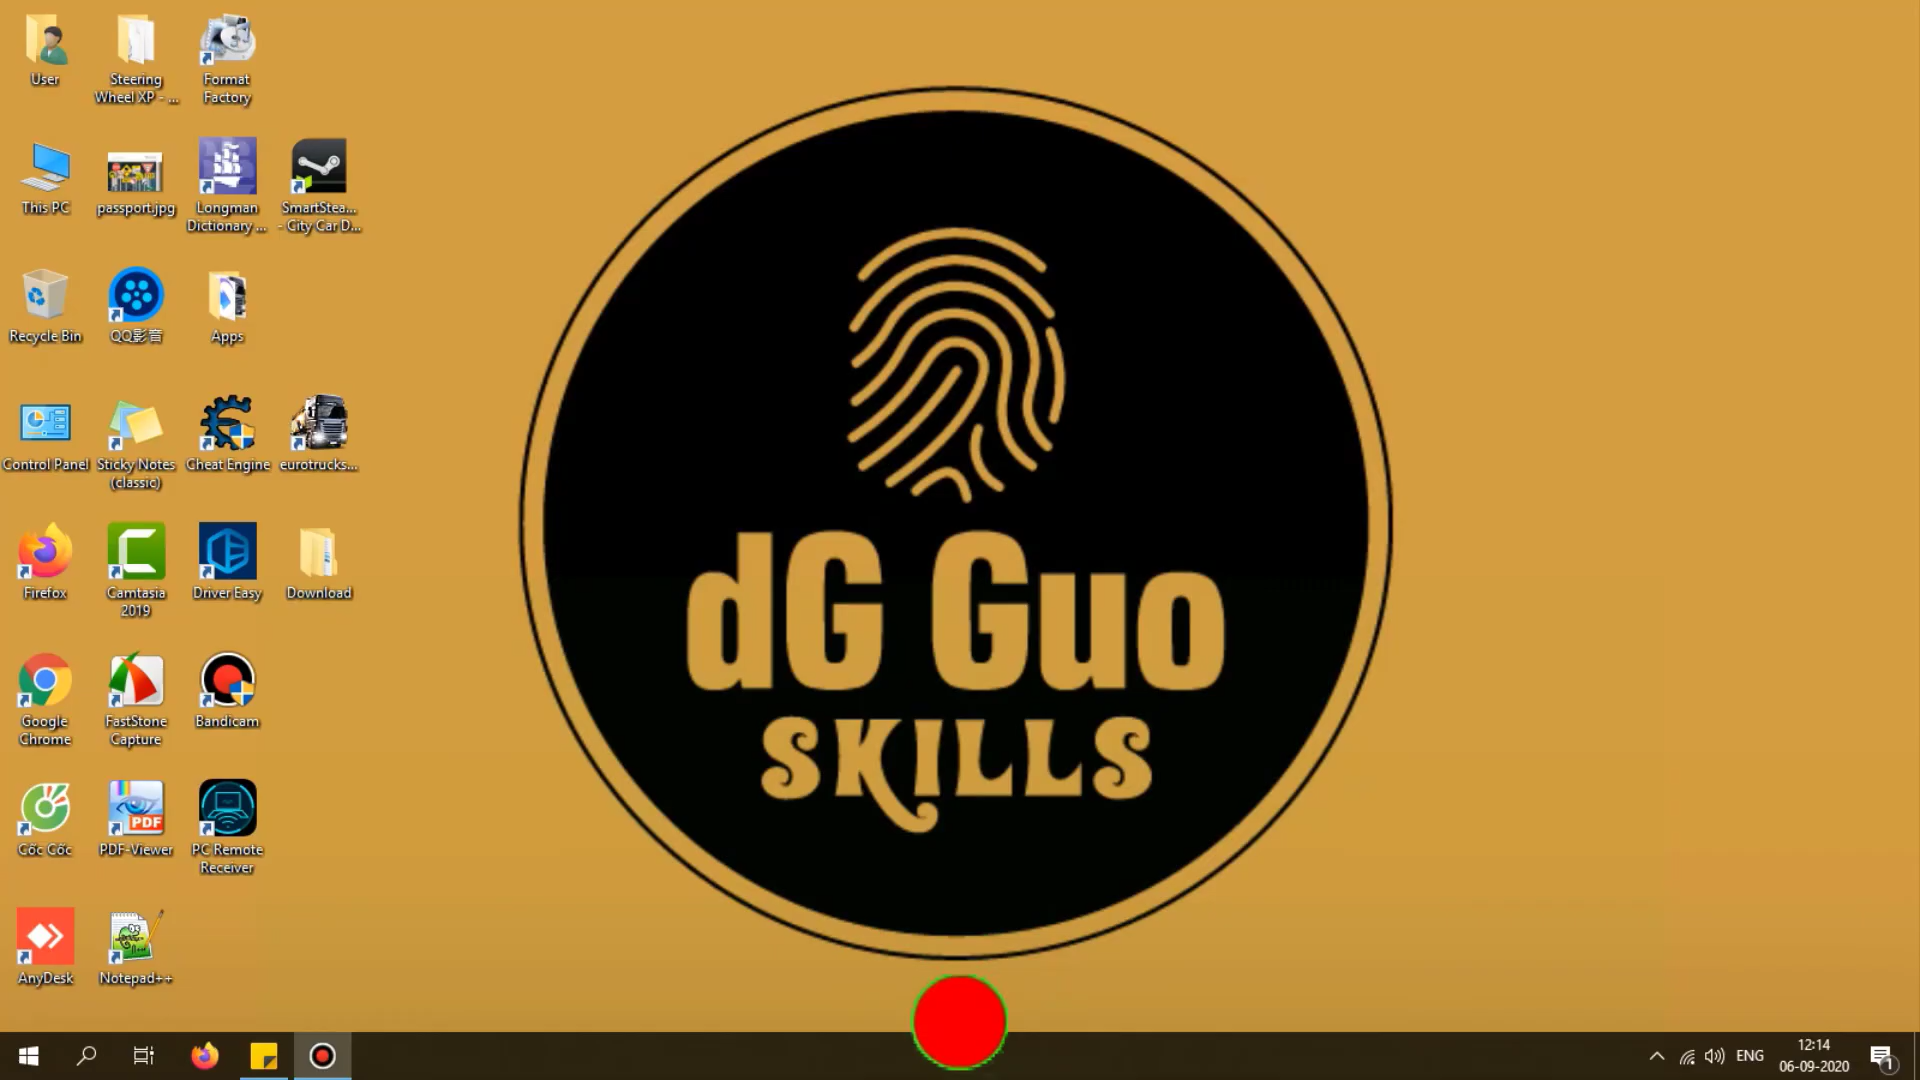 User
Steering
Wheel XP - ...
Format
Factory
This PC
passport.jpg
Longman
Dictionary ...
SmartStea...
- City Car D...
Recycle Bin
QQ影音
Apps
Control Panel
Sticky Notes
(classic)
Cheat Engine
eurotrucks...
Firefox
Camtasia
2019
Driver Easy
Download
Google
Chrome
FastStone
Capture
Bandicam
Cốc Cốc
PDF-Viewer
PDF
PC Remote
Receiver
AnyDesk
Notepad++
dG Guo
SKILLS
ENG
12:14
06-09-2020
1